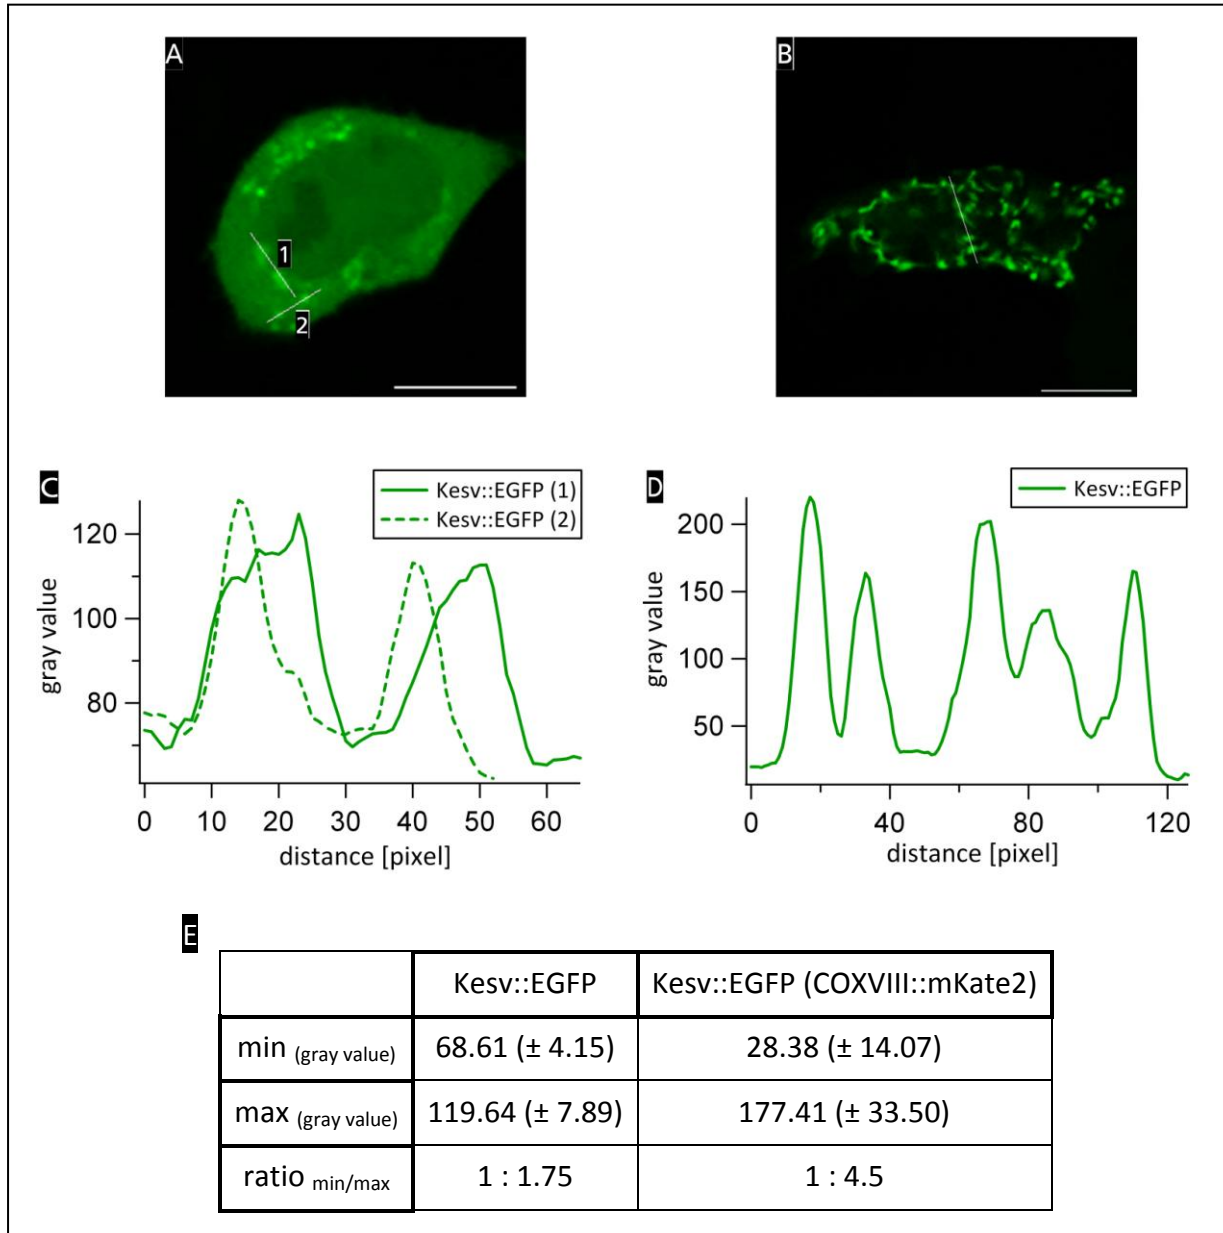 A
B
1
2
C
Kesv::EGFP (1)
Kesv::EGFP (2)
120
100
80
gray value
0 10 20 30 40 50 60
distance [pixel]
D
Kesv::EGFP
200
150
100
50
gray value
0 40 80 120
distance [pixel]
E
Kesv::EGFP Kesv::EGFP (COXVIII::mKate2)
min (gray value) 68.61 (± 4.15) 28.38 (± 14.07)
max (gray value) 119.64 (± 7.89) 177.41 (± 33.50)
ratio min/max 1 : 1.75 1 : 4.5